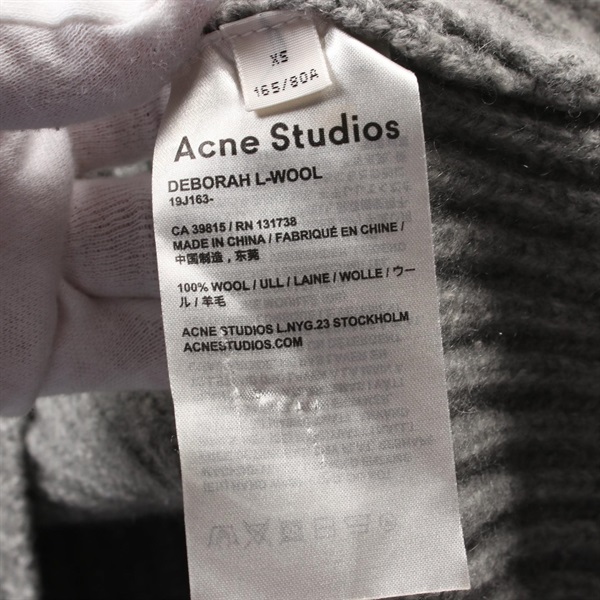 XS
165/80A
Acne Studios
DEBORAH L-WOOL
19J163-
CA 39815 / RN 131738
MADE IN CHINA / FABRIQUÉ EN CHINE /
中国制造，东莞
100% WOOL / ULL / LAINE / WOLLE / ウー
ル / 羊毛
ACNE STUDIOS L.NYG.23 STOCKHOLM
ACNESTUDIOS.COM